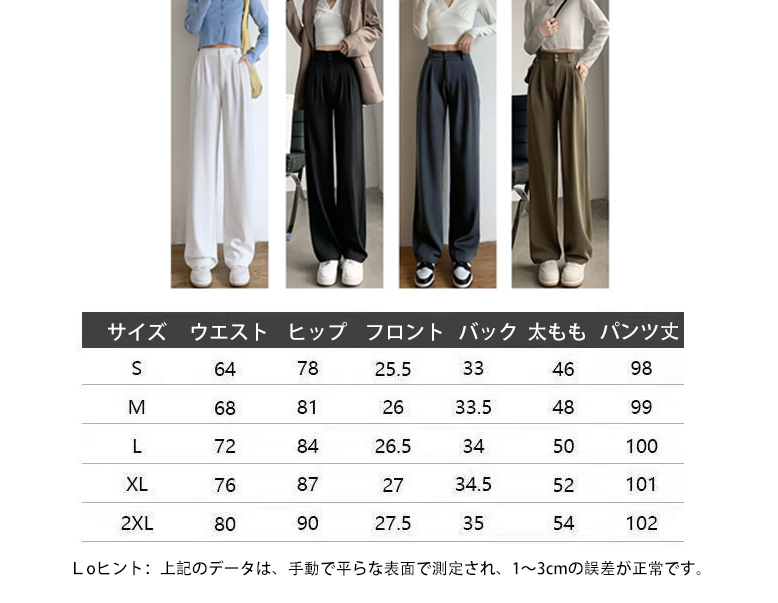 サイズ ウエスト ヒップ フロント バック 太もも パンツ丈
S 64 78 25.5 33 46 98
M 68 81 26 33.5 48 99
L 72 84 26.5 34 50 100
XL 76 87 27 34.5 52 101
2XL 80 90 27.5 35 54 102
Ｌoヒント：上記のデータは、手動で平らな表面で測定され、1～3cmの誤差が正常です。